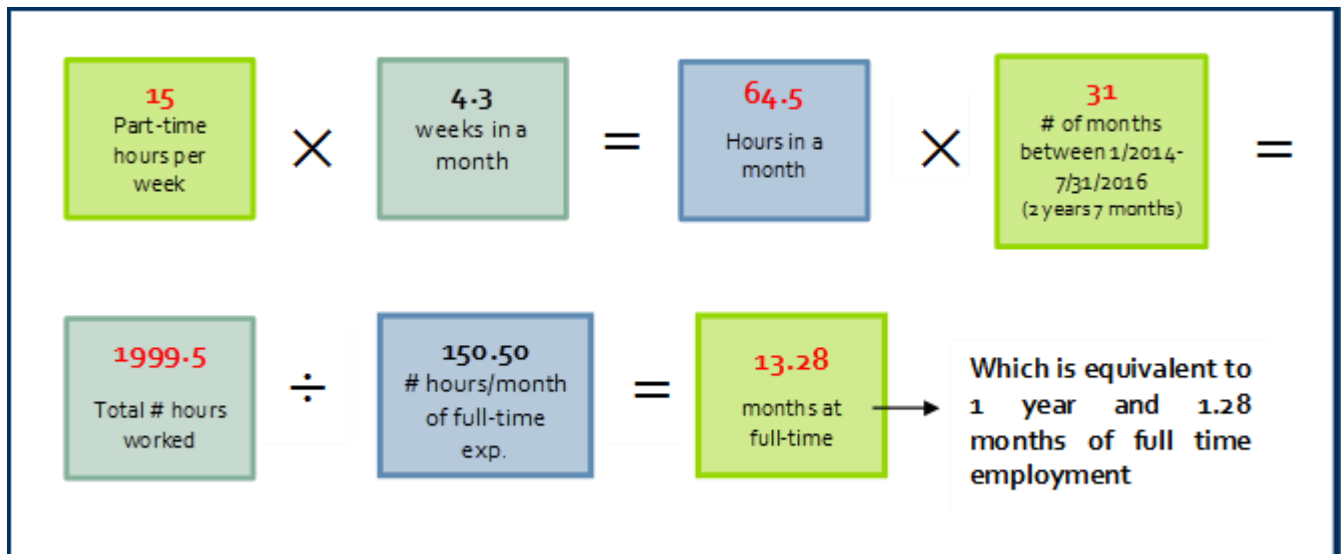 15
Part-time
hours per
week
×
4.3
weeks in a
month
=
64.5
Hours in a
month
×
31
# of months
between 1/2014-
7/31/2016
(2 years 7 months)
=
1999.5
Total # hours
worked
÷
150.50
# hours/month
of full-time
exp.
=
13.28
months at
full-time
Which is equivalent to
1 year and 1.28
months of full time
employment